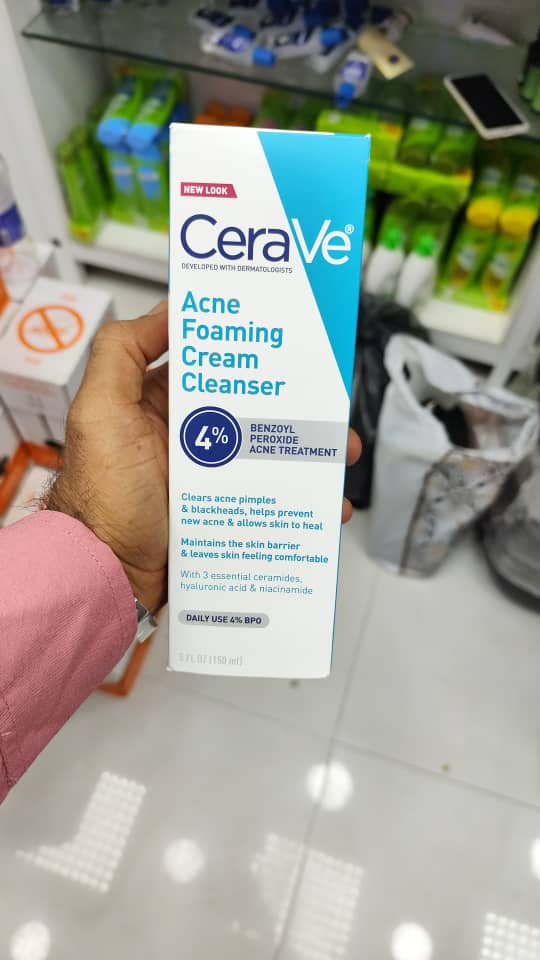 NEW LOOK
CeraVe®
DEVELOPED WITH DERMATOLOGISTS
Acne
Foaming
Cream
Cleanser
4%
BENZOYL
PEROXIDE
ACNE TREATMENT
Clears acne pimples
& blackheads, helps prevent
new acne & allows skin to heal
Maintains the skin barrier
& leaves skin feeling comfortable
With 3 essential ceramides,
hyaluronic acid & niacinamide
DAILY USE 4% BPO
5 FL OZ (150 ml)